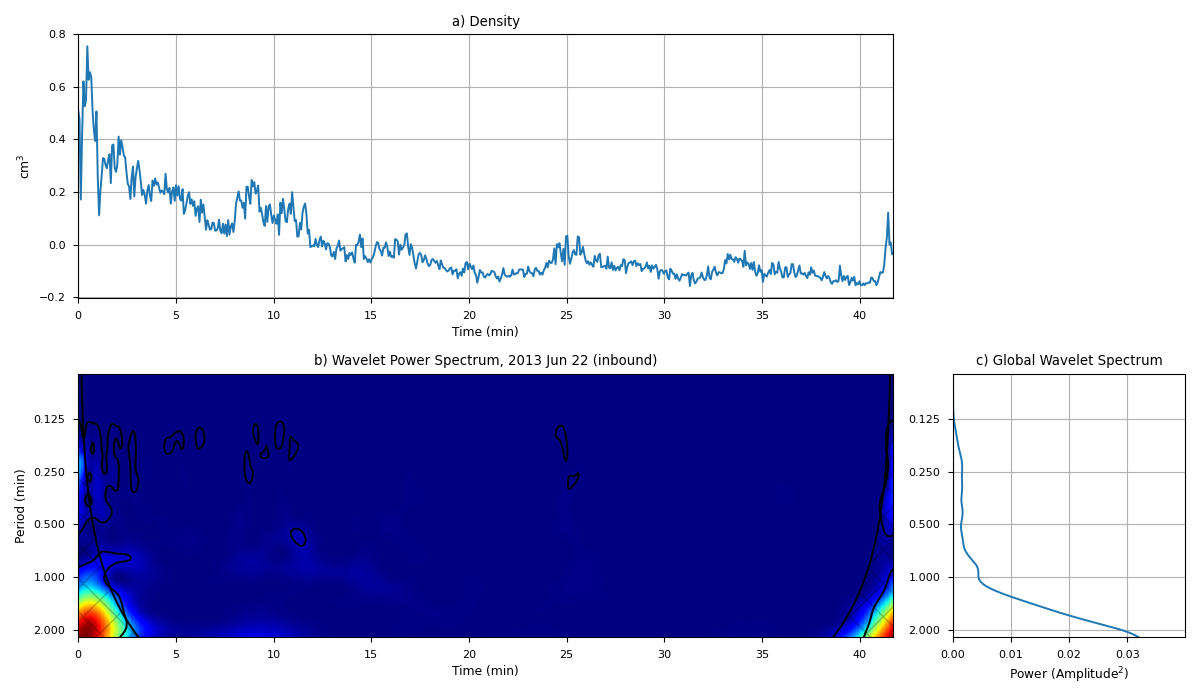 a) Density
0.8
0.6
0.4
0.2
0.0
−0.2
cm³
0 5 10 15 20 25 30 35 40
Time (min)
b) Wavelet Power Spectrum, 2013 Jun 22 (inbound)
0.125
0.250
0.500
1.000
2.000
Period (min)
0 5 10 15 20 25 30 35 40
Time (min)
c) Global Wavelet Spectrum
0.125
0.250
0.500
1.000
2.000
0.00 0.01 0.02 0.03
Power (Amplitude²)